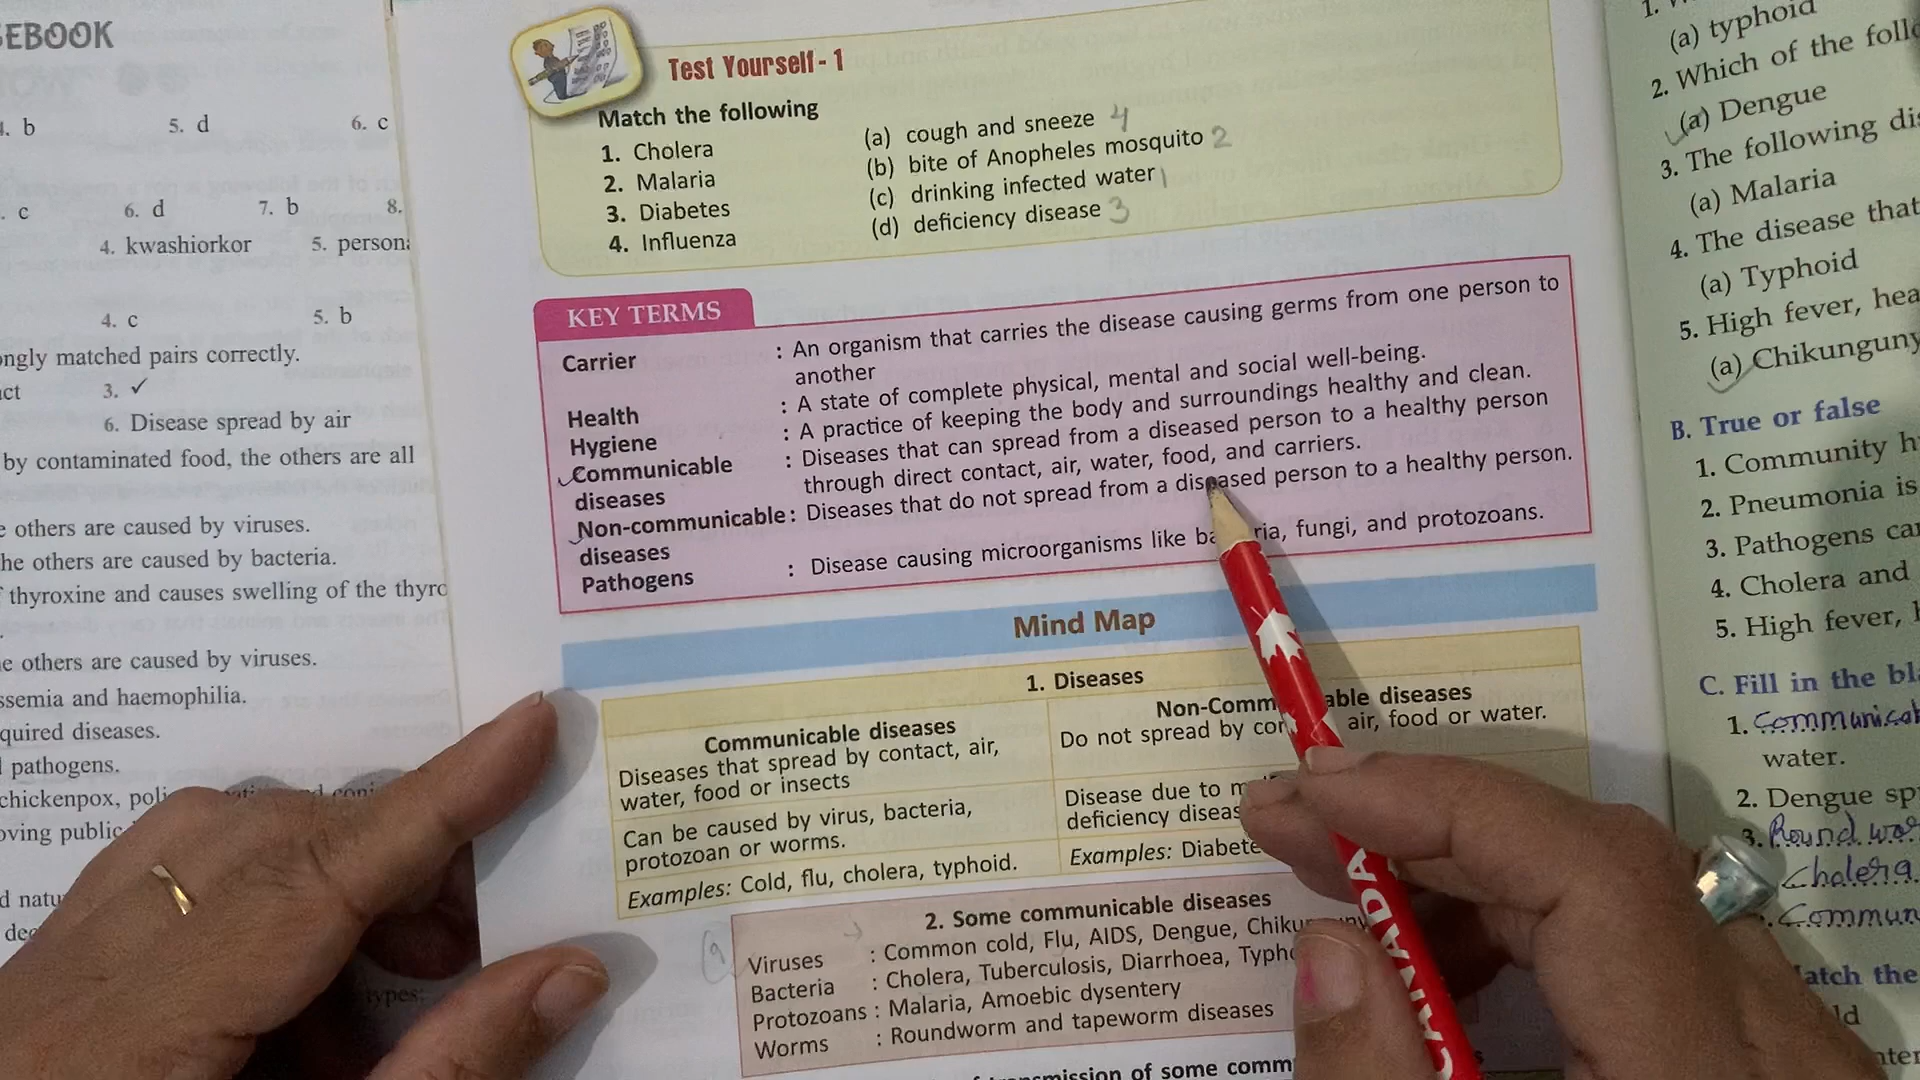 EBOOK
. b 5. d 6. c
. c 6. d 7. b 8.
4. kwashiorkor 5. person
4. c 5. b
ngly matched pairs correctly.
ct 3. ✓
6. Disease spread by air
by contaminated food, the others are all
e others are caused by viruses.
he others are caused by bacteria.
thyroxine and causes swelling of the thyro
e others are caused by viruses.
ssemia and haemophilia.
quired diseases.
pathogens.
chickenpox, poli
oving public
d natu
types:
Test Yourself - 1
Match the following
1. Cholera (a) cough and sneeze 4
2. Malaria (b) bite of Anopheles mosquito 2
3. Diabetes (c) drinking infected water 1
4. Influenza (d) deficiency disease 3
KEY TERMS
Carrier : An organism that carries the disease causing germs from one person to
another
Health : A state of complete physical, mental and social well-being.
Hygiene : A practice of keeping the body and surroundings healthy and clean.
Communicable : Diseases that can spread from a diseased person to a healthy person
diseases through direct contact, air, water, food, and carriers.
Non-communicable : Diseases that do not spread from a diseased person to a healthy person.
diseases
Pathogens : Disease causing microorganisms like ba ria, fungi, and protozoans.
Mind Map
1. Diseases
Communicable diseases
Diseases that spread by contact, air,
water, food or insects
Can be caused by virus, bacteria,
protozoan or worms.
Examples: Cold, flu, cholera, typhoid.
Non-Comm able diseases
Do not spread by con air, food or water.
Disease due to m
deficiency diseas
Examples: Diabete
2. Some communicable diseases
Viruses : Common cold, Flu, AIDS, Dengue, Chiku
Bacteria : Cholera, Tuberculosis, Diarrhoea, Typho
Protozoans : Malaria, Amoebic dysentery
Worms : Roundworm and tapeworm diseases
mission of some comm
CANADA
1.
(a) typhoid
2. Which of the follo
(a) Dengue
3. The following dis
(a) Malaria
4. The disease that
(a) Typhoid
5. High fever, hea
(a) Chikunguny
B. True or false
1. Community h
2. Pneumonia is
3. Pathogens ca
4. Cholera and
5. High fever,
C. Fill in the bl
1. Communicab
water.
2. Dengue sp
3. Round wor
Cholera
Commun
atch the
ld